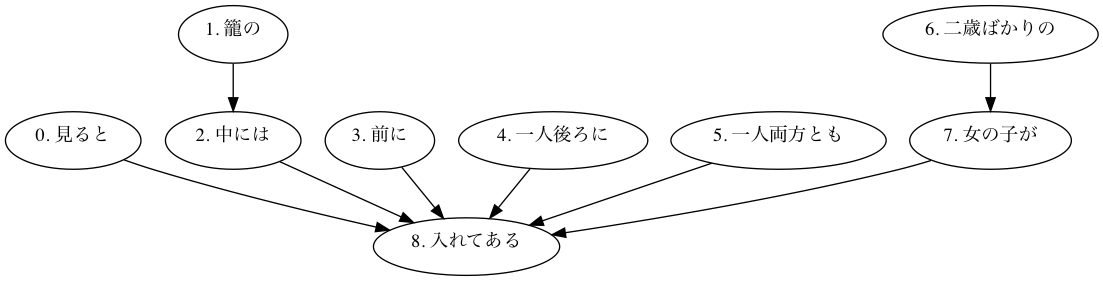 1. 籠の
6. 二歳ばかりの
0. 見ると
2. 中には
3. 前に
4. 一人後ろに
5. 一人両方とも
7. 女の子が
8. 入れてある